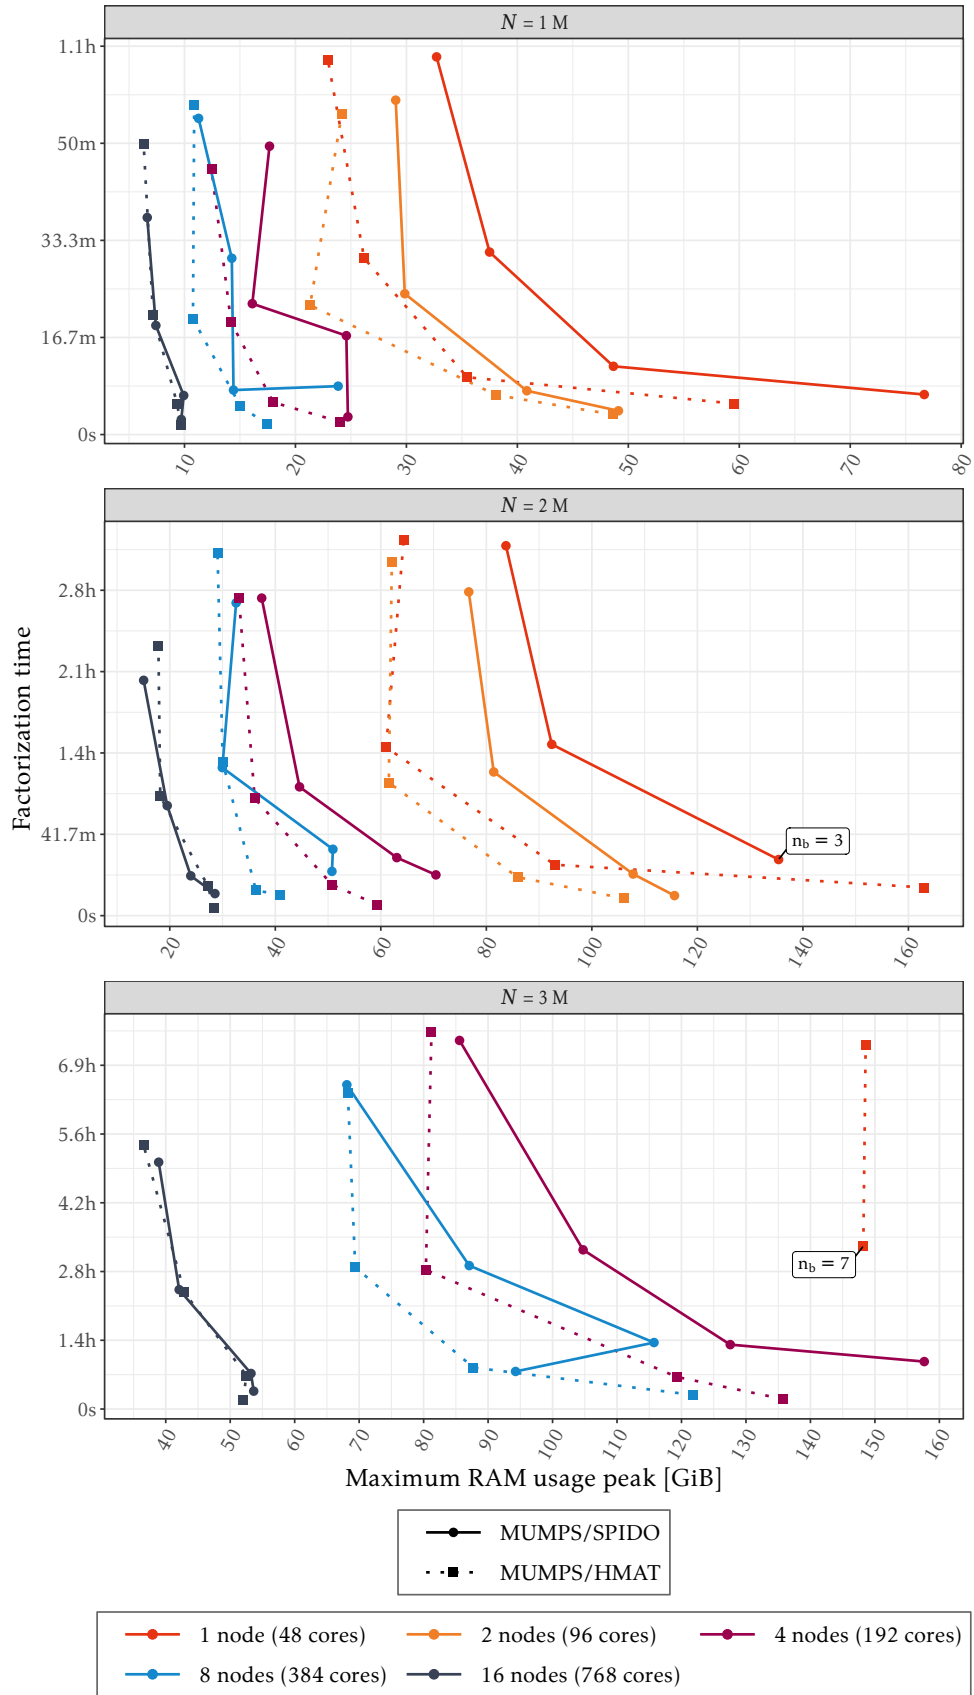 N = 1 M
1.1h
50m
33.3m
16.7m
0s
10 20 30 40 50 60 70 80
N = 2 M
2.8h
2.1h
1.4h
41.7m
0s
n_b = 3
20 40 60 80 100 120 140 160
Factorization time
N = 3 M
6.9h
5.6h
4.2h
2.8h
1.4h
0s
n_b = 7
40 50 60 70 80 90 100 110 120 130 140 150 160
Maximum RAM usage peak [GiB]
MUMPS/SPIDO
MUMPS/HMAT
1 node (48 cores) 2 nodes (96 cores) 4 nodes (192 cores)
8 nodes (384 cores) 16 nodes (768 cores)